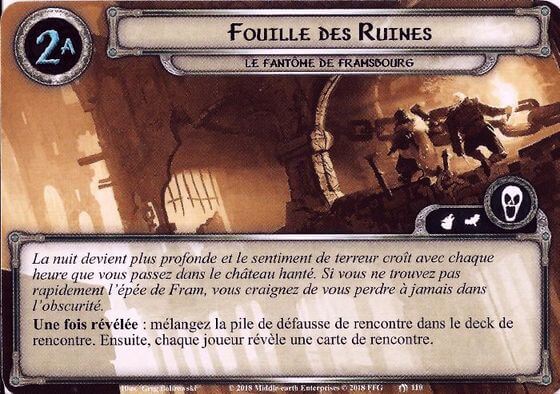 2A
FOUILLE DES RUINES
LE FANTÔME DE FRAMSBOURG
La nuit devient plus profonde et le sentiment de terreur croît avec chaque
heure que vous passez dans le château hanté. Si vous ne trouvez pas
rapidement l'épée de Fram, vous craignez de vous perdre à jamais dans
l'obscurité.
Une fois révélée : mélangez la pile de défausse de rencontre dans le deck de
rencontre. Ensuite, chaque joueur révèle une carte de rencontre.
© 2018 Middle-earth Enterprises © 2018 FFG 119